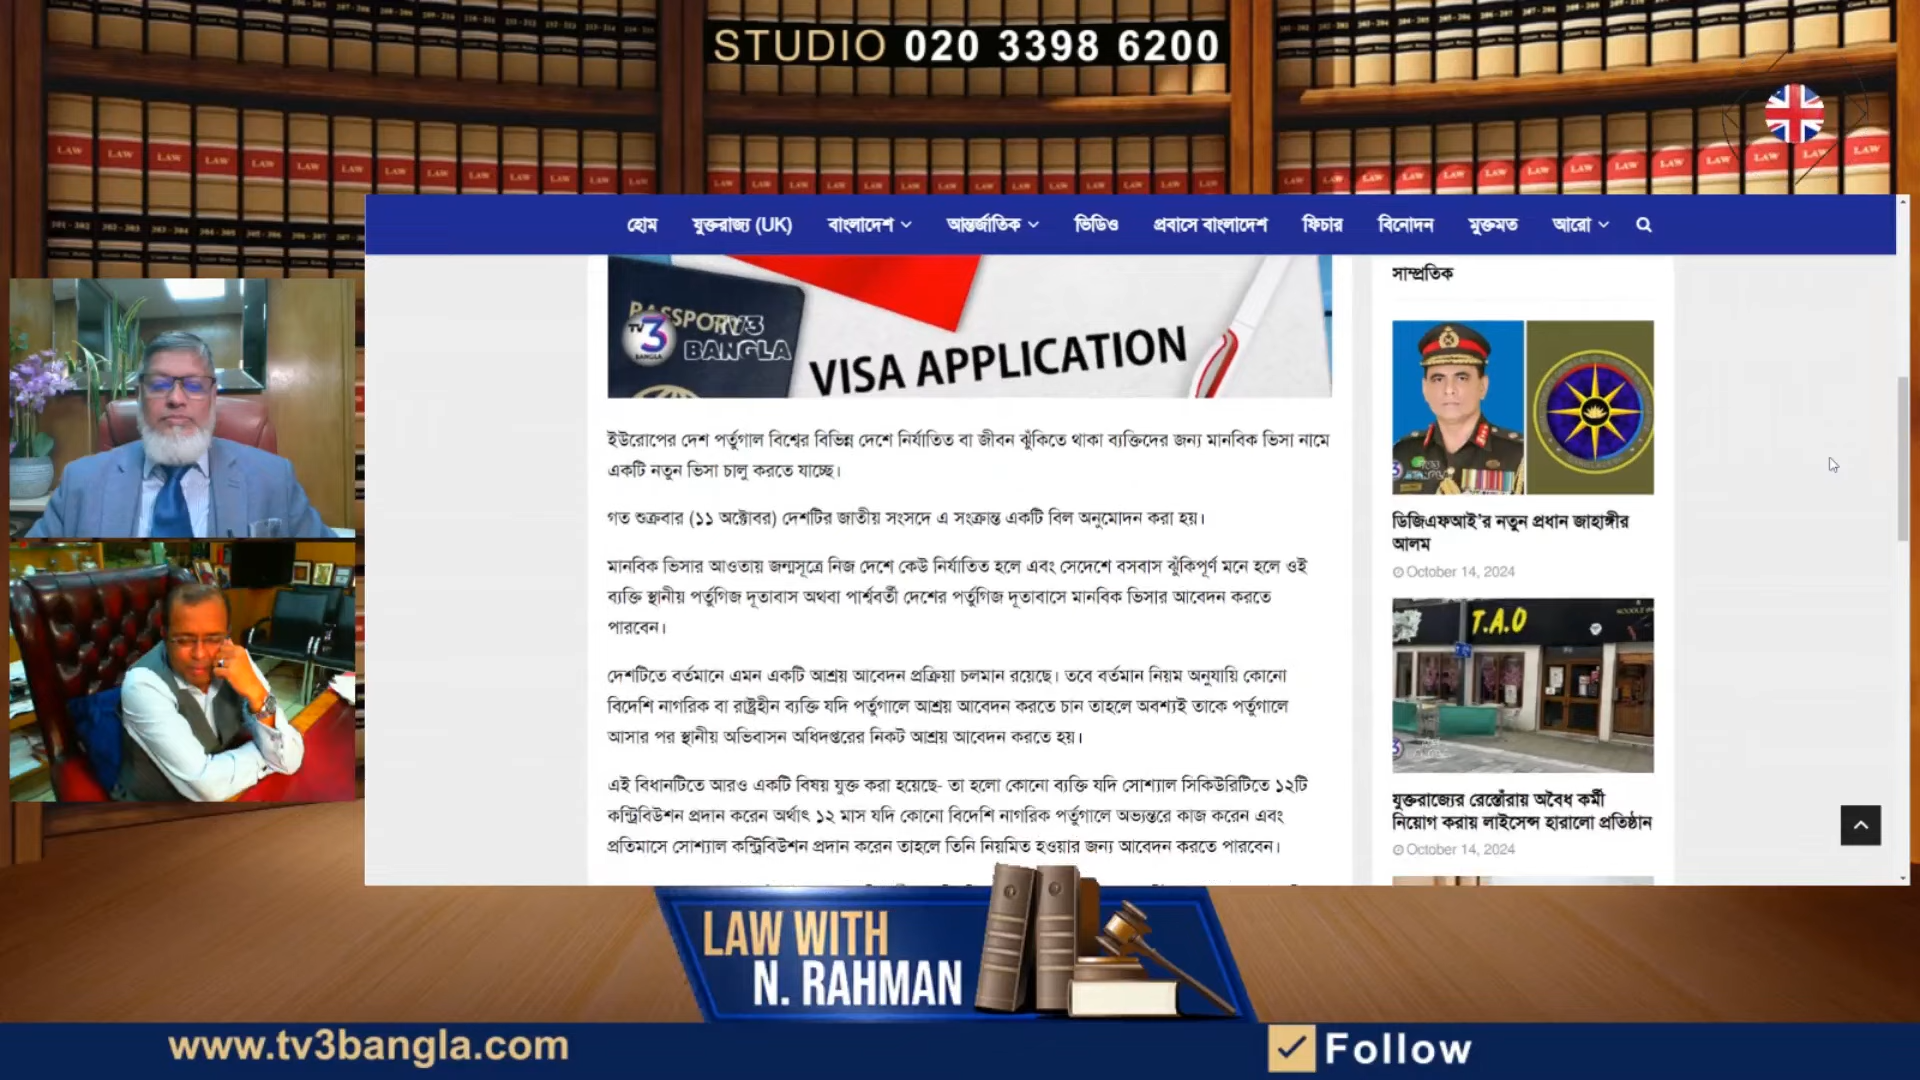 STUDIO 020 3398 6200
হোম যুক্তরাজ্য (UK) বাংলাদেশ আন্তর্জাতিক ভিডিও প্রবাসে বাংলাদেশ ফিচার বিনোদন মুক্তমত আরো
PASSPORT
TV3 BANGLA
VISA APPLICATION
ইউরোপের দেশ পর্তুগাল বিশ্বের বিভিন্ন দেশে নির্যাতিত বা জীবন ঝুঁকিতে থাকা ব্যক্তিদের জন্য মানবিক ভিসা নামে
একটি নতুন ভিসা চালু করতে যাচ্ছে।
গত শুক্রবার (১১ অক্টোবর) দেশটির জাতীয় সংসদে এ সংক্রান্ত একটি বিল অনুমোদন করা হয়।
মানবিক ভিসার আওতায় জন্মসূত্রে নিজ দেশে কেউ নির্যাতিত হলে এবং সেদেশে বসবাস ঝুঁকিপূর্ণ মনে হলে ওই
ব্যক্তি স্থানীয় পর্তুগিজ দূতাবাস অথবা পার্শ্ববর্তী দেশের পর্তুগিজ দূতাবাসে মানবিক ভিসার আবেদন করতে
পারবেন।
দেশটিতে বর্তমানে এমন একটি আশ্রয় আবেদন প্রক্রিয়া চলমান রয়েছে। তবে বর্তমান নিয়ম অনুযায়ি কোনো
বিদেশি নাগরিক বা রাষ্ট্রহীন ব্যক্তি যদি পর্তুগালে আশ্রয় আবেদন করতে চান তাহলে অবশ্যই তাকে পর্তুগালে
আসার পর স্থানীয় অভিবাসন অধিদপ্তরের নিকট আশ্রয় আবেদন করতে হয়।
এই বিধানটিতে আরও একটি বিষয় যুক্ত করা হয়েছে- তা হলো কোনো ব্যক্তি যদি সোশ্যাল সিকিউরিটিতে ১২টি
কন্ট্রিবিউশন প্রদান করেন অর্থাৎ ১২ মাস যদি কোনো বিদেশি নাগরিক পর্তুগালে অভ্যন্তরে কাজ করেন এবং
প্রতিমাসে সোশ্যাল কন্ট্রিবিউশন প্রদান করেন তাহলে তিনি নিয়মিত হওয়ার জন্য আবেদন করতে পারবেন।
সাম্প্রতিক
ডিজিএফআই'র নতুন প্রধান জাহাঙ্গীর
আলম
October 14, 2024
T.A.O
যুক্তরাজ্যের রেস্তোঁরায় অবৈধ কর্মী
নিয়োগ করায় লাইসেন্স হারালো প্রতিষ্ঠান
October 14, 2024
LAW WITH
N. RAHMAN
www.tv3bangla.com
Follow